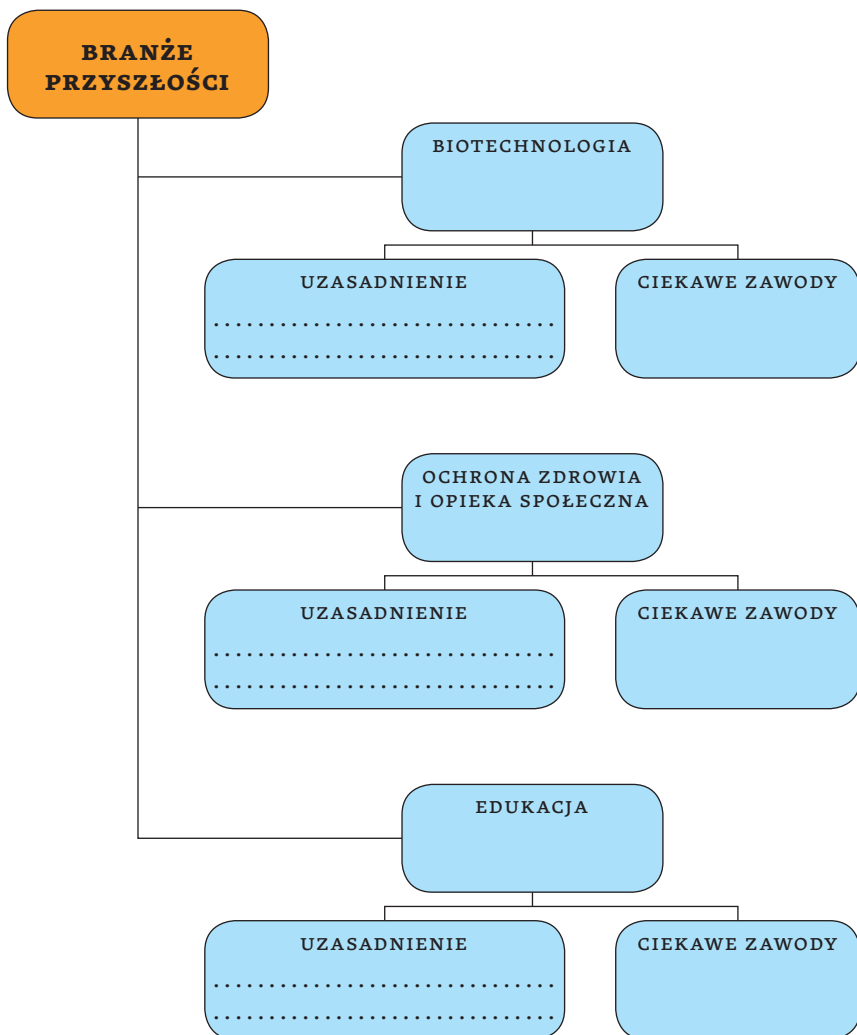 BRANŻE
PRZYSZŁOŚCI
BIOTECHNOLOGIA
UZASADNIENIE
................................
................................
CIEKAWE ZAWODY
OCHRONA ZDROWIA
I OPIEKA SPOŁECZNA
UZASADNIENIE
................................
................................
CIEKAWE ZAWODY
EDUKACJA
UZASADNIENIE
................................
................................
CIEKAWE ZAWODY